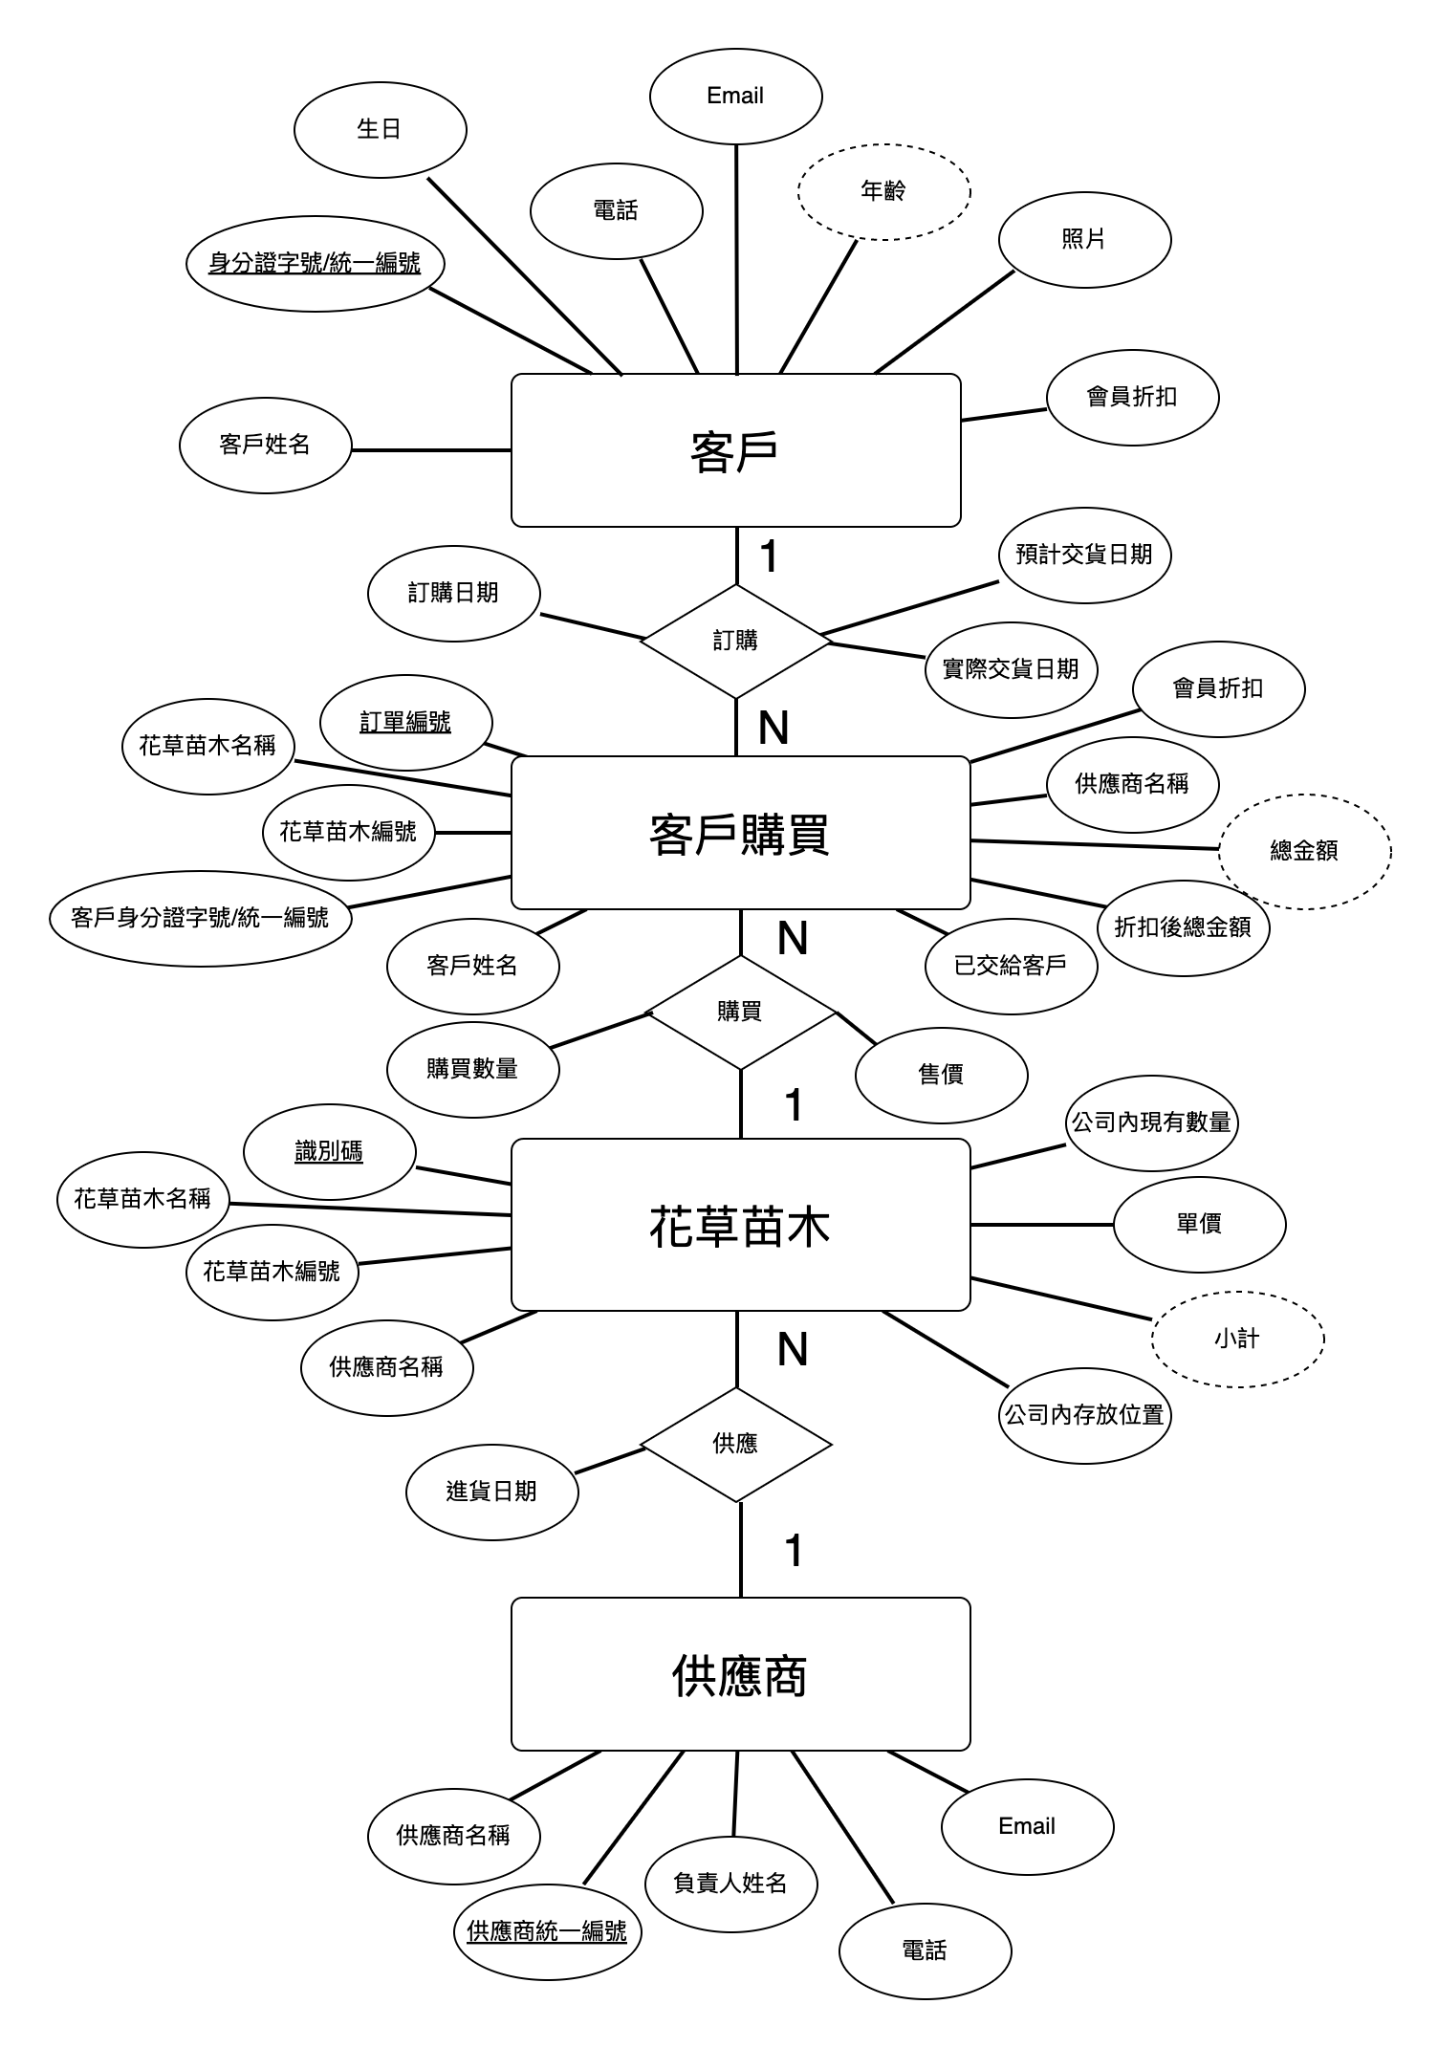 Email
生日
年齡
電話
照片
身分證字號/統一編號
會員折扣
客戶姓名
客戶
1
預計交貨日期
訂購日期
訂購
實際交貨日期
會員折扣
訂單編號
N
花草苗木名稱
供應商名稱
花草苗木編號
客戶購買
總金額
客戶身分證字號/統一編號
折扣後總金額
N
客戶姓名
已交給客戶
購買
購買數量
售價
1
公司內現有數量
識別碼
花草苗木名稱
花草苗木
單價
花草苗木編號
小計
N
供應商名稱
公司內存放位置
供應
進貨日期
1
供應商
Email
供應商名稱
負責人姓名
供應商統一編號
電話